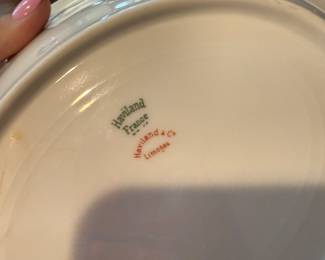 Haviland
France
Haviland & Co
Limoges